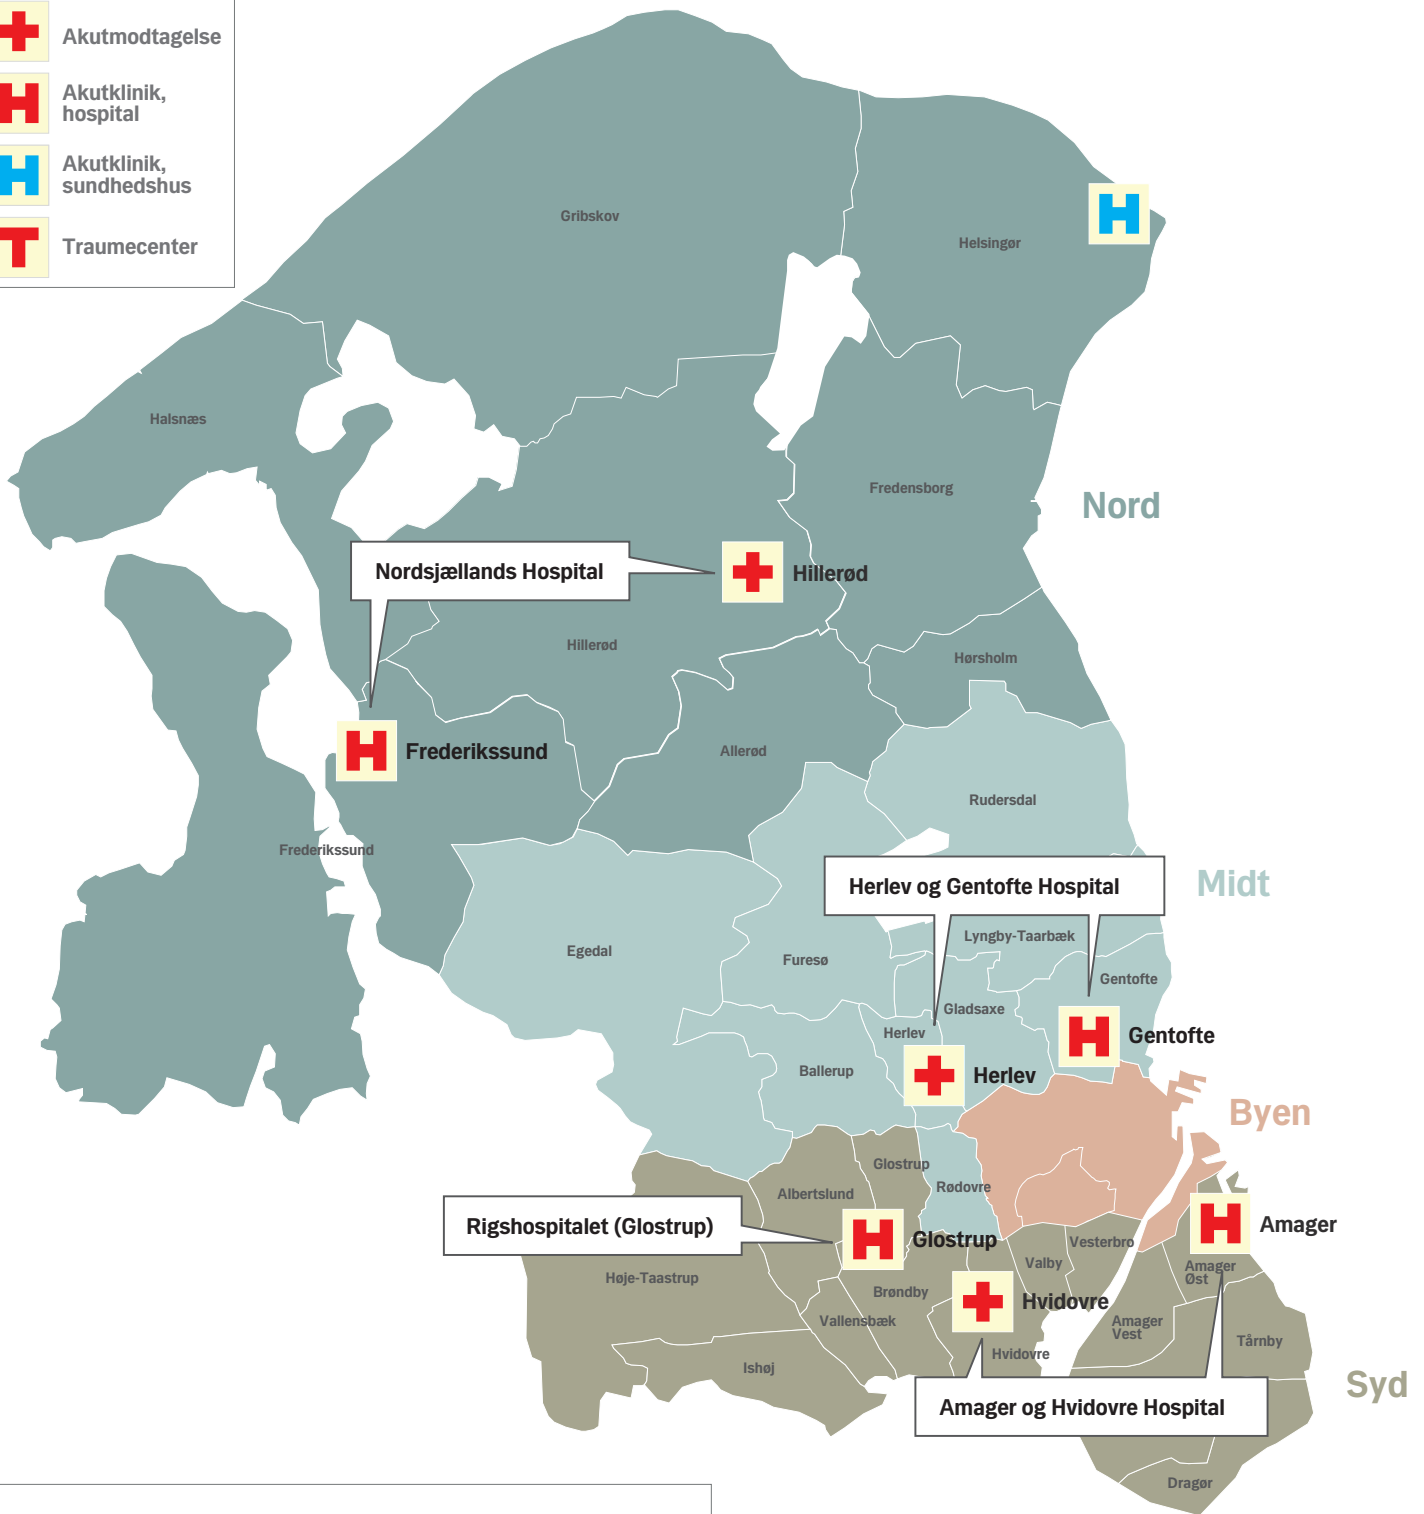 Akutmodtagelse
Akutklinik,
hospital
Akutklinik,
sundhedshus
Traumecenter
Gribskov
Helsingør
Halsnæs
Fredensborg
Nord
Nordsjællands Hospital
Hillerød
Hillerød
Hørsholm
Frederikssund
Allerød
Rudersdal
Frederikssund
Herlev og Gentofte Hospital
Midt
Lyngby-Taarbæk
Egedal
Furesø
Gentofte
Gladsaxe
Herlev
Gentofte
Ballerup
Herlev
Byen
Glostrup
Rødovre
Albertslund
Rigshospitalet (Glostrup)
Glostrup
Amager
Vesterbro
Valby
Amager
Øst
Høje-Taastrup
Brøndby
Hvidovre
Vallensbæk
Amager
Vest
Tårnby
Hvidovre
Ishøj
Syd
Amager og Hvidovre Hospital
Dragør